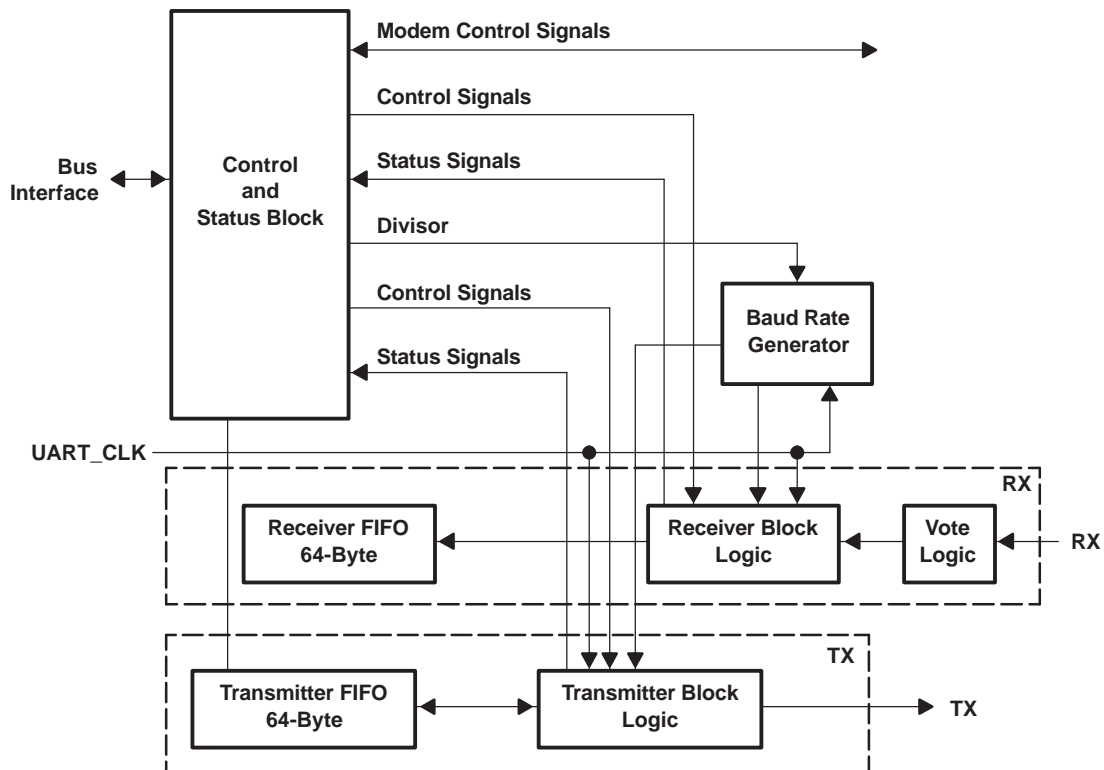 Modem Control Signals
Control Signals
Bus
Interface
Control
and
Status Block
Status Signals
Divisor
Control Signals
Baud Rate
Generator
Status Signals
UART_CLK
RX
Receiver FIFO
64-Byte
Receiver Block
Logic
Vote
Logic
RX
TX
Transmitter FIFO
64-Byte
Transmitter Block
Logic
TX